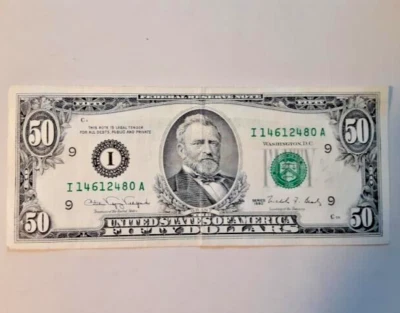 FEDERAL RESERVE NOTE
50
50
THIS NOTE IS LEGAL TENDER
FOR ALL DEBTS, PUBLIC AND PRIVATE
I 14612480 A
WASHINGTON, D.C.
9
I
9
I 14612480 A
9
9
SERIES
50
50
UNITED STATES OF AMERICA
FIFTY DOLLARS